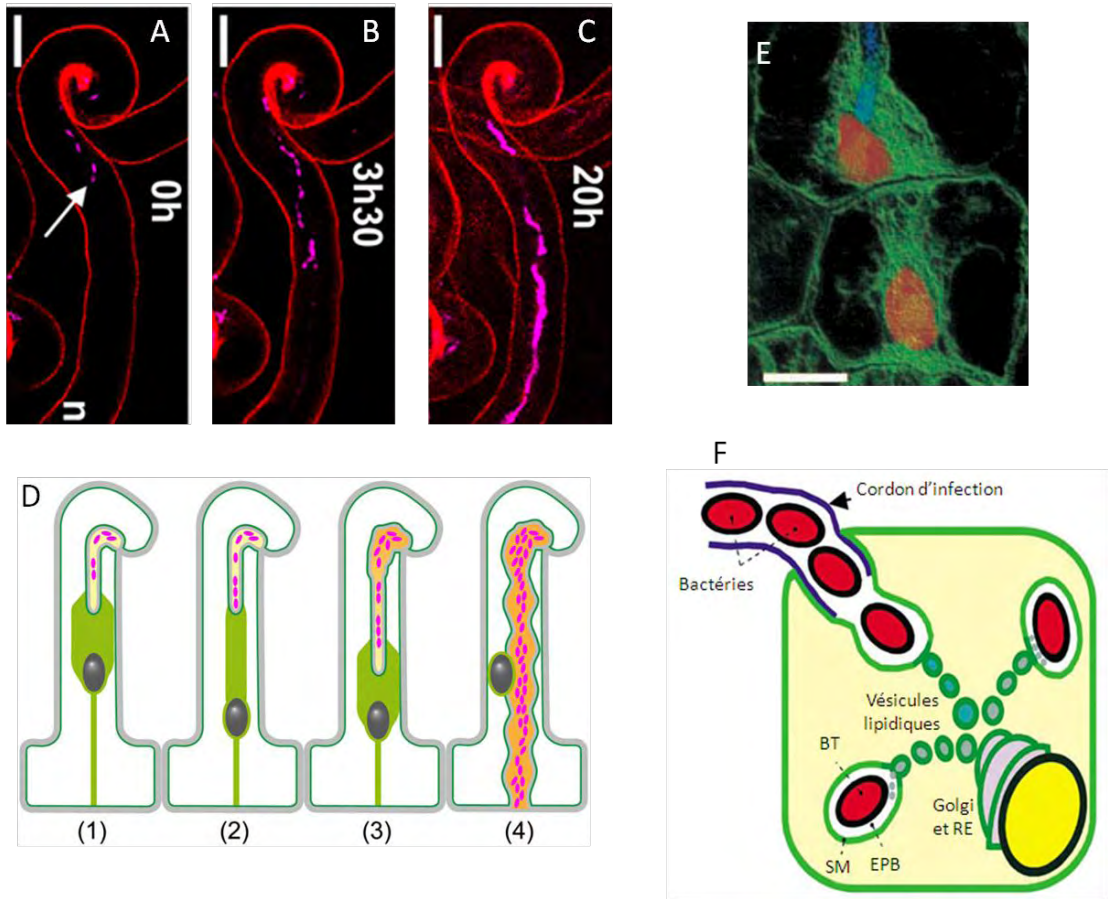 A
0h
n
B
3h30
C
20h
E
D
(1)
(2)
(3)
(4)
F
Cordon d'infection
Bactéries
Vésicules
lipidiques
BT
Golgi
et RE
SM
EPB